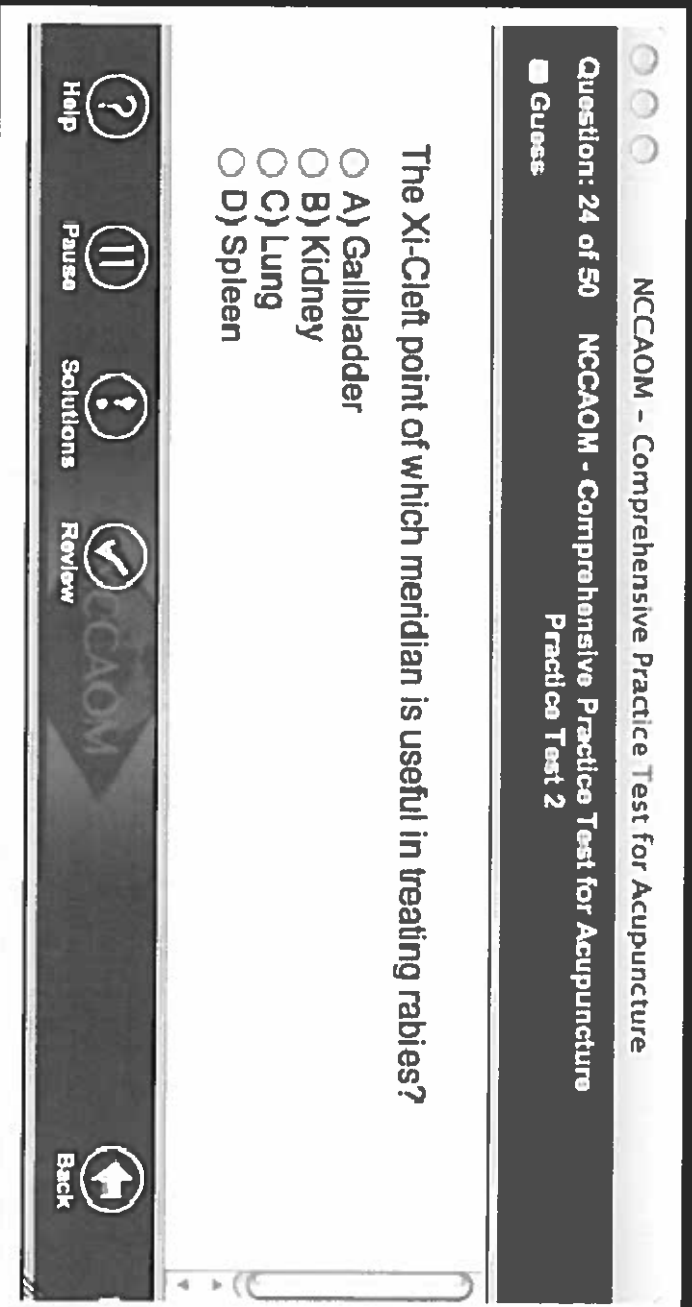 NCCAOM – Comprehensive Practice Test for Acupuncture
Question: 24 of 50 NCCAOM - Comprehensive Practice Test for Acupuncture
Practice Test 2
Guess
The Xi-Cleft point of which meridian is useful in treating rabies?
A) Gallbladder
B) Kidney
C) Lung
D) Spleen
? Help
Pause
! Solutions
Review
CCAOM
Back